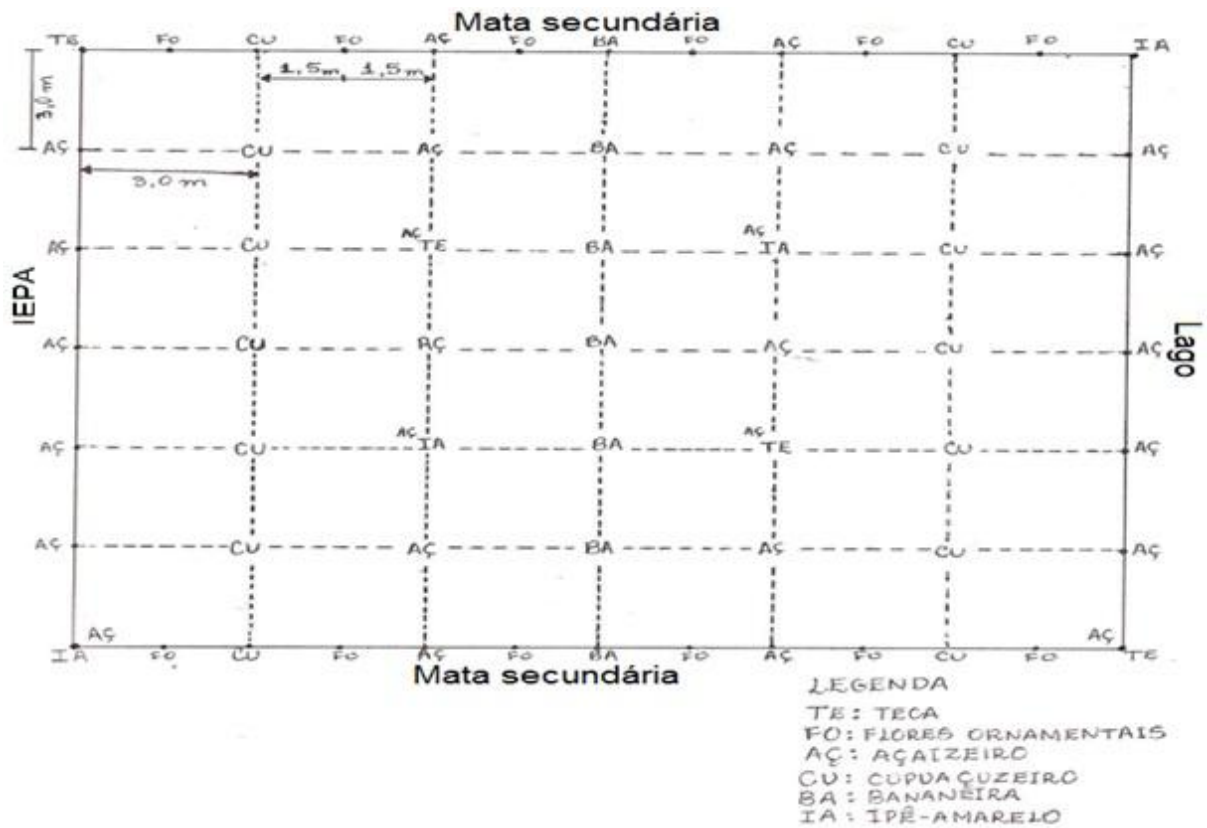 Mata secundária
TE FO CU FO AÇ FO BA FO AÇ FO CU FO IA
1,5m, 1,5m
3,0m
AÇ CU AÇ BA AÇ CU AÇ
3,0 m
AÇ AÇ
AÇ CU TE BA IA CU AÇ
IEPA
AÇ CU AÇ BA AÇ CU AÇ
Lago
AÇ AÇ
AÇ CU IA BA TE CU AÇ
AÇ CU AÇ BA AÇ CU AÇ
AÇ AÇ
IA FO CU FO AÇ FO BA FO AÇ FO CU FO TE
Mata secundária
LEGENDA
TE: TECA
FO: FLORES ORNAMENTAIS
AÇ: AÇAIZEIRO
CU: CUPUAÇUZEIRO
BA: BANANEIRA
IA: IPÊ-AMARELO